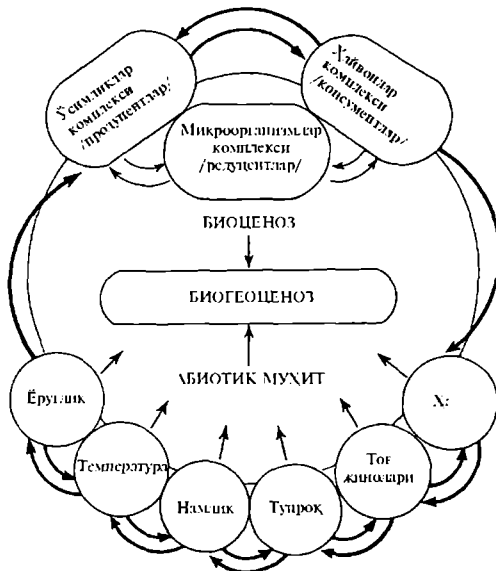 Ўсимликлар
комплекси
/продуцентлар/
Ҳайвонлар
комплекси
/консументлар/
Микроорганизмлар
комплекси
/редуцентлар/
БИОЦЕНОЗ
БИОГЕОЦЕНОЗ
АБИОТИК МУҲИТ
Ёруғлик
Температура
Намлик
Тупроқ
Тоғ
жинслари